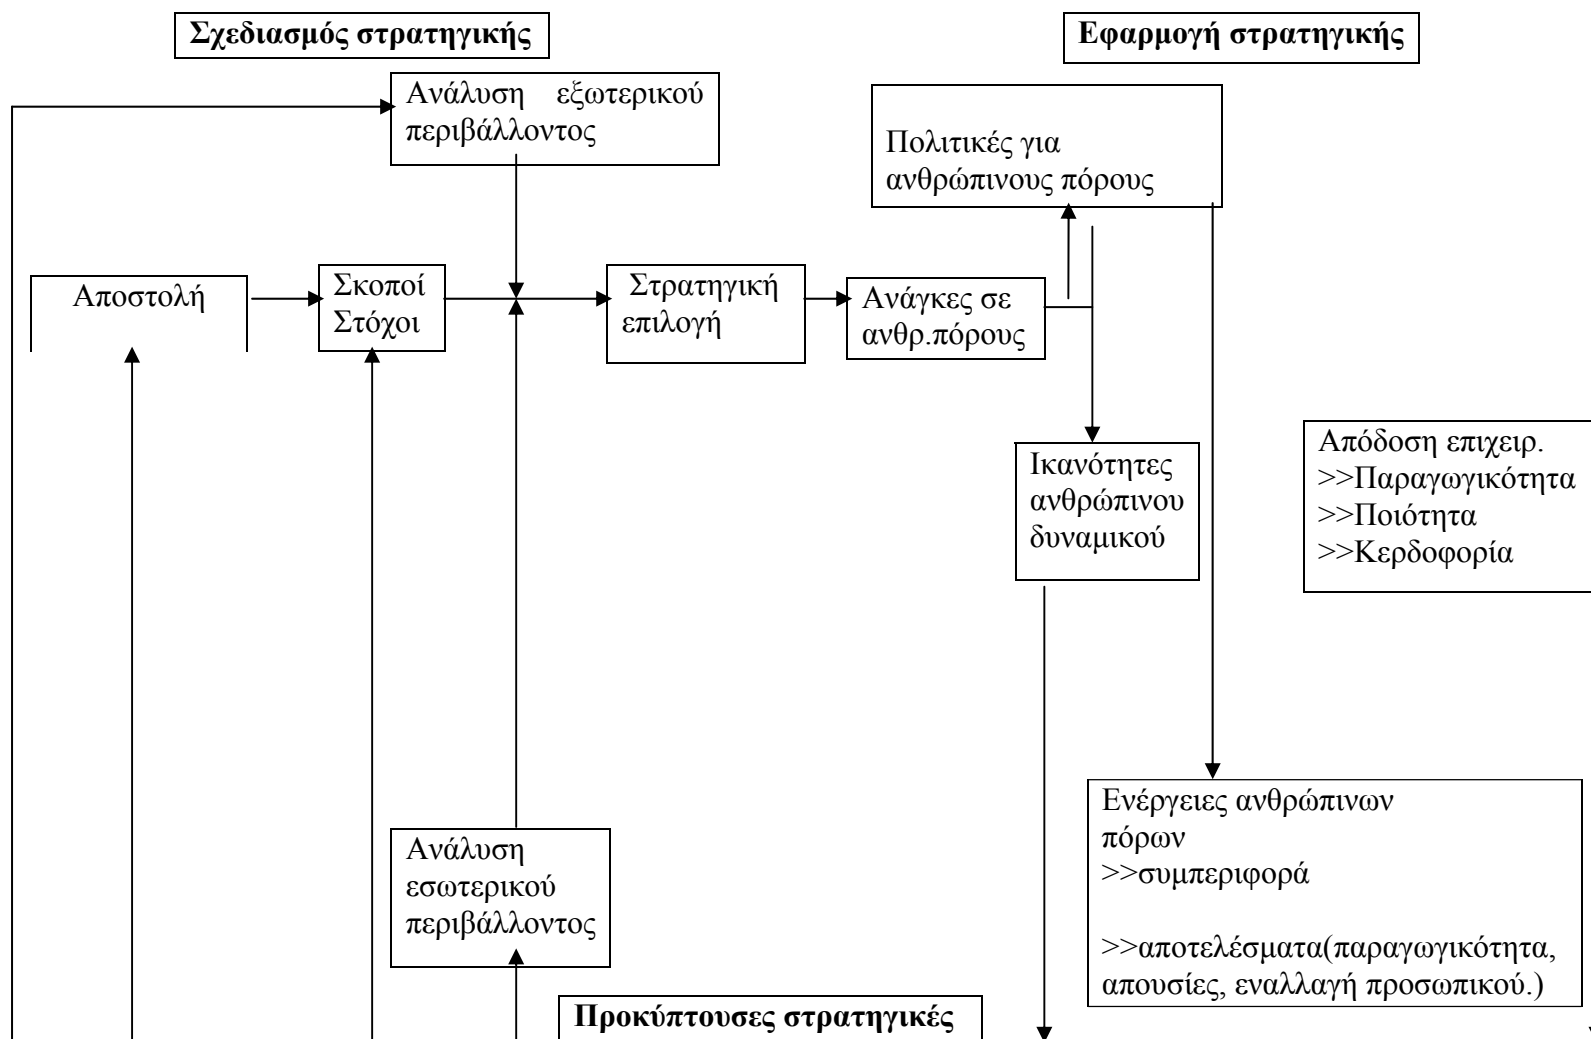 Σχεδιασμός στρατηγικής
Εφαρμογή στρατηγικής
Ανάλυση εξωτερικού
περιβάλλοντος
Πολιτικές για
ανθρώπινους πόρους
Αποστολή
Σκοποί
Στόχοι
Στρατηγική
επιλογή
Ανάγκες σε
ανθρ.πόρους
Ικανότητες
ανθρώπινου
δυναμικού
Απόδοση επιχειρ.
>>Παραγωγικότητα
>>Ποιότητα
>>Κερδοφορία
Ανάλυση
εσωτερικού
περιβάλλοντος
Ενέργειες ανθρώπινων
πόρων
>>συμπεριφορά
>>αποτελέσματα(παραγωγικότητα,
απουσίες, εναλλαγή προσωπικού.)
Προκύπτουσες στρατηγικές